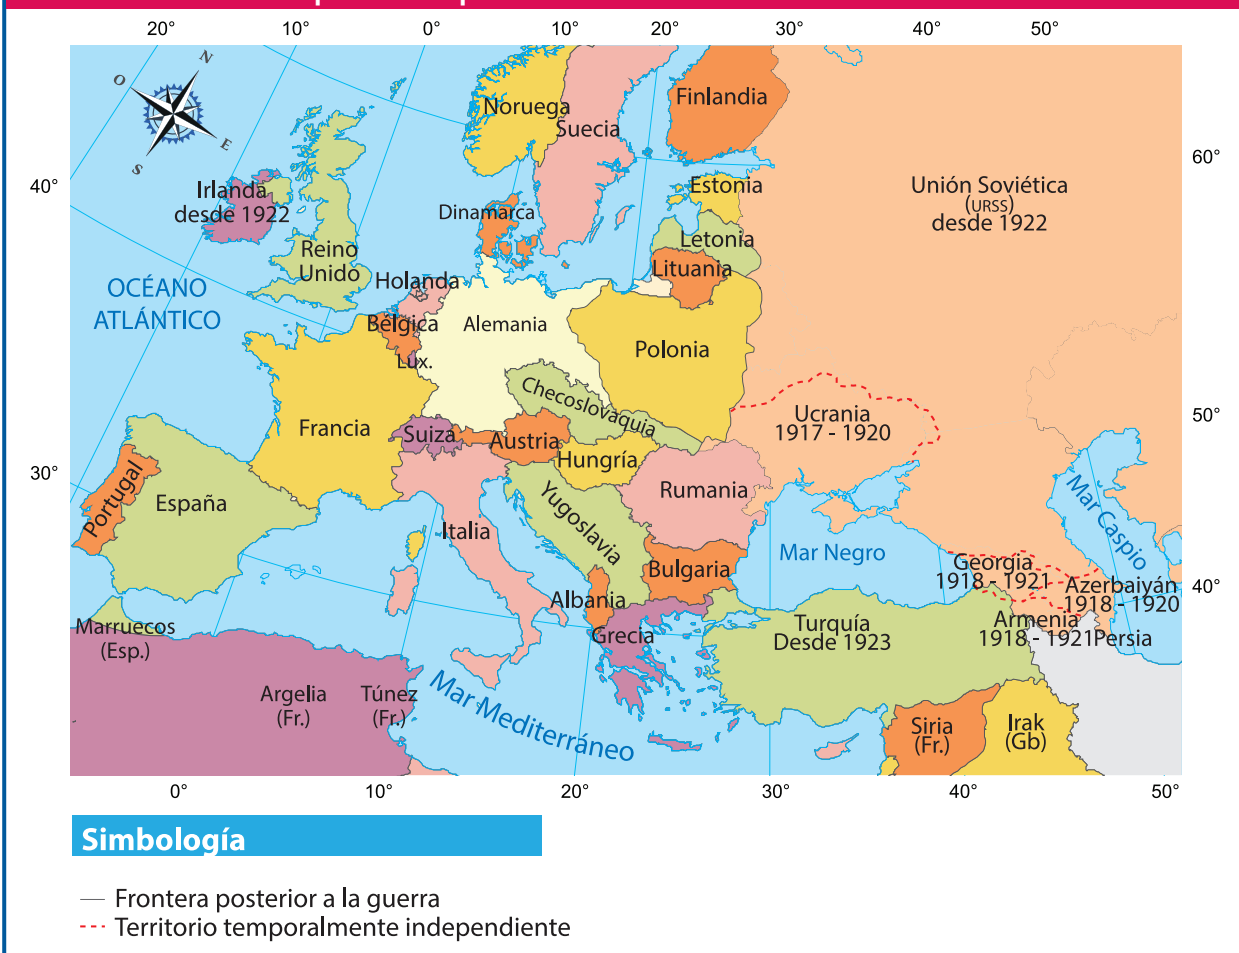 20° 10° 0° 10° 20° 30° 40° 50°
N
O
E
S
40°
30°
60°
50°
40°
Noruega
Suecia
Finlandia
Estonia
Letonia
Lituania
Unión Soviética
(URSS)
desde 1922
Irlanda
desde 1922
Reino
Unido
Dinamarca
Holanda
Bélgica
Lux.
Alemania
Polonia
OCÉANO
ATLÁNTICO
Checoslovaquia
Ucrania
1917 - 1920
Francia
Suiza
Austria
Hungría
Rumania
Portugal
España
Italia
Yugoslavia
Bulgaria
Albania
Grecia
Mar Negro
Mar Caspio
Georgia
1918 - 1921
Azerbaiyán
1918 - 1920
Armenia
1918 - 1921
Persia
Turquía
Desde 1923
Marruecos
(Esp.)
Argelia
(Fr.)
Túnez
(Fr.)
Mar Mediterráneo
Siria
(Fr.)
Irak
(Gb)
0° 10° 20° 30° 40° 50°
Simbología
Frontera posterior a la guerra
Territorio temporalmente independiente